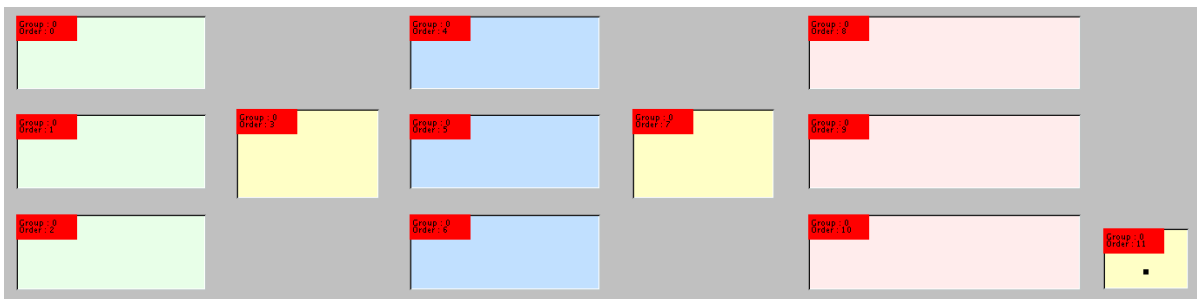 Group : 0
Order : 0
Group : 0
Order : 1
Group : 0
Order : 2
Group : 0
Order : 3
Group : 0
Order : 4
Group : 0
Order : 5
Group : 0
Order : 6
Group : 0
Order : 7
Group : 0
Order : 8
Group : 0
Order : 9
Group : 0
Order : 10
Group : 0
Order : 11
.